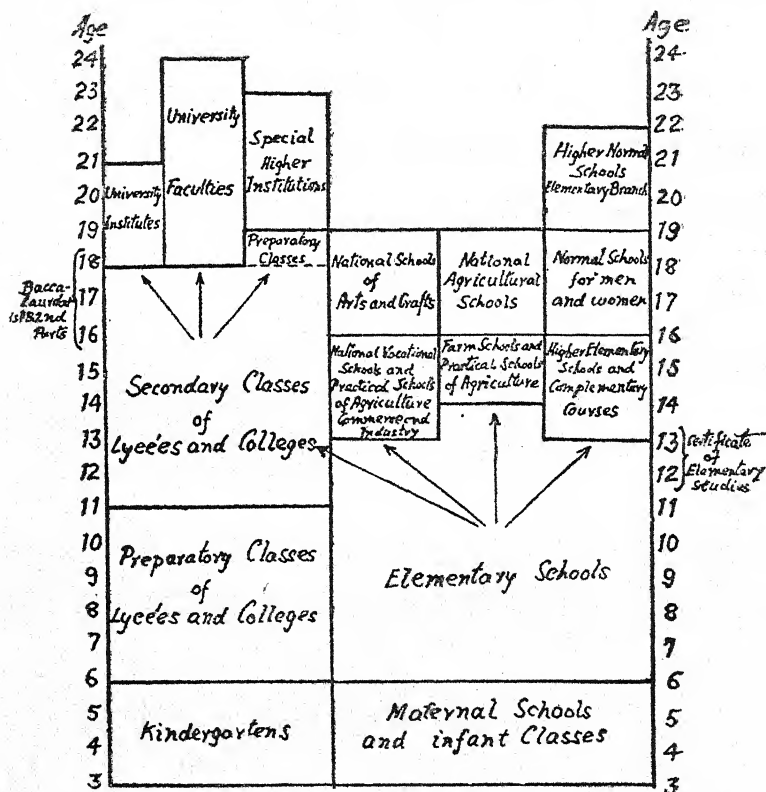 Age
Age
24
23
22
21
20
19
18
17
16
15
14
13
12
11
10
9
8
7
6
5
4
3
University
Institutes
University
Faculties
Special
Higher
Institutions
Preparatory
Classes
Higher Normal
Schools
Elementary Branch
National Schools
of
Arts and Crafts
National
Agricultural
Schools
Normal Schools
for men
and women
Bacca-
laureat
1st & 2nd
Parts
National Vocational
Schools and
Practical Schools
of Agriculture
Commerce and
Industry
Farm Schools and
Practical Schools
of Agriculture
Higher Elementary
Schools and
Complementary
Courses
Secondary Classes
of
Lycées and Colleges
Certificate
of
Elementary
Studies
Preparatory Classes
of
Lycées and Colleges
Elementary Schools
Kindergartens
Maternal Schools
and infant Classes
24
23
22
21
20
19
18
17
16
15
14
13
12
11
10
9
8
7
6
5
4
3